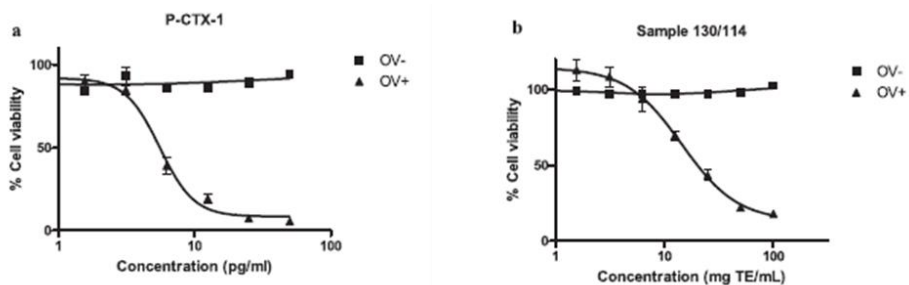 a
P-CTX-1
100
50
0
% Cell viability
1
10
100
Concentration (pg/ml)
OV-
OV+
b
Sample 130/114
100
50
0
% Cell viability
1
10
100
Concentration (mg TE/mL)
OV-
OV+